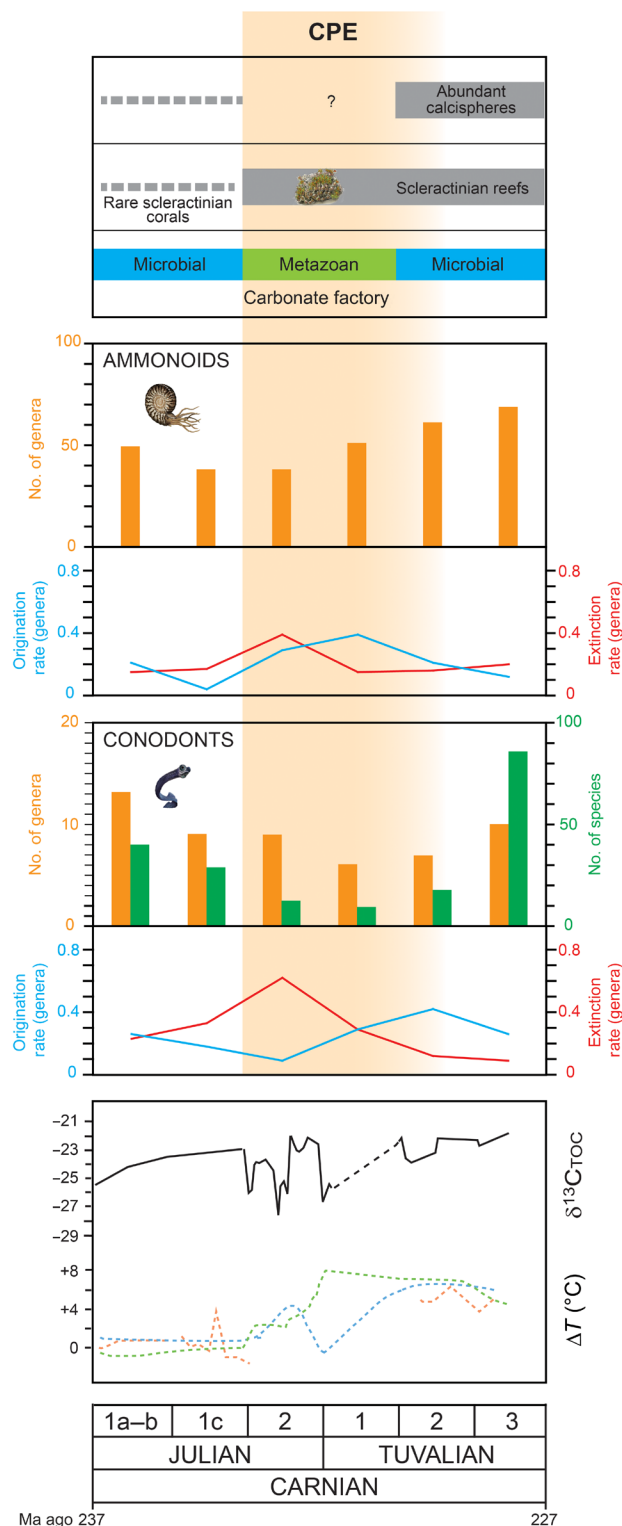 CPE
?
Abundant
calcispheres
Rare scleractinian
corals
Scleractinian reefs
Microbial
Metazoan
Microbial
Carbonate factory
AMMONOIDS
No. of genera
100
50
0
Origination
rate (genera)
0.8
0.4
0
0.8
0.4
0
Extinction
rate (genera)
CONODONTS
No. of genera
20
10
0
100
50
0
No. of species
Origination
rate (genera)
0.8
0.4
0
0.8
0.4
0
Extinction
rate (genera)
–21
–23
–25
–27
–29
δ¹³CTOC
+8
+4
0
ΔT (°C)
1a–b 1c 2 1 2 3
JULIAN TUVALIAN
CARNIAN
Ma ago 237 227